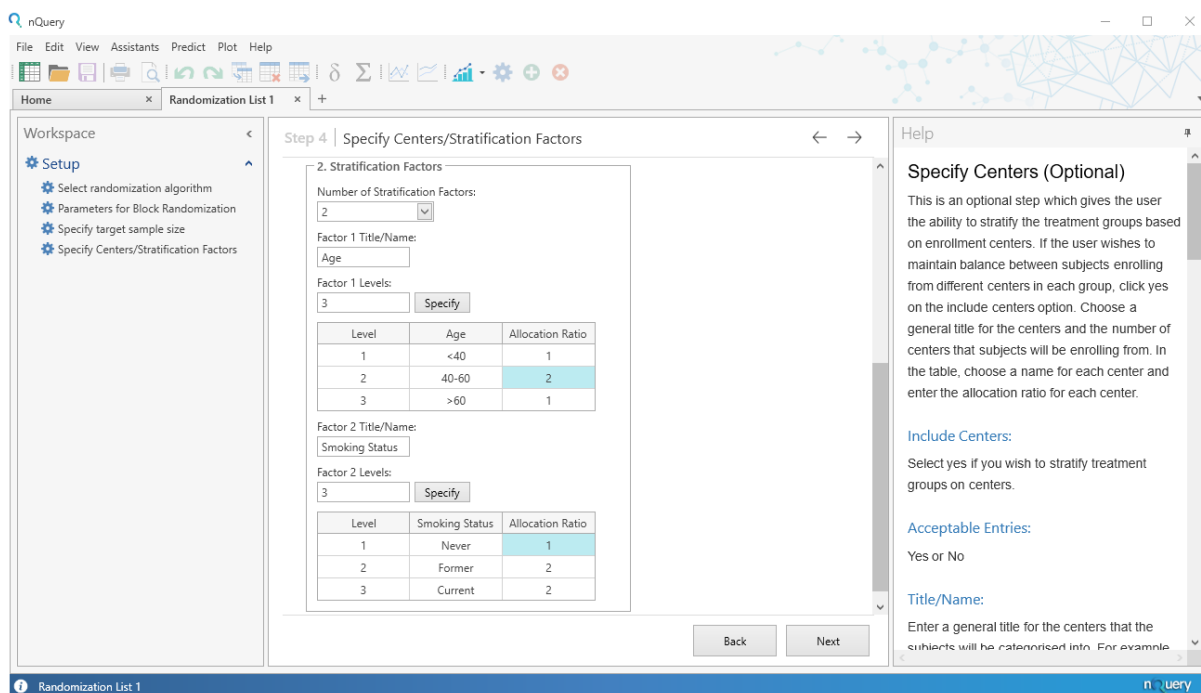 nQuery
File Edit View Assistants Predict Plot Help
δ Σ
Home × Randomization List 1 × +
Workspace <
Setup
Select randomization algorithm
Parameters for Block Randomization
Specify target sample size
Specify Centers/Stratification Factors
Step 4 | Specify Centers/Stratification Factors ← →
2. Stratification Factors
Number of Stratification Factors:
2
Factor 1 Title/Name:
Age
Factor 1 Levels:
3 Specify
Level Age Allocation Ratio
1 <40 1
2 40-60 2
3 >60 1
Factor 2 Title/Name:
Smoking Status
Factor 2 Levels:
3 Specify
Level Smoking Status Allocation Ratio
1 Never 1
2 Former 2
3 Current 2
Back Next
Help
Specify Centers (Optional)
This is an optional step which gives the user
the ability to stratify the treatment groups based
on enrollment centers. If the user wishes to
maintain balance between subjects enrolling
from different centers in each group, click yes
on the include centers option. Choose a
general title for the centers and the number of
centers that subjects will be enrolling from. In
the table, choose a name for each center and
enter the allocation ratio for each center.
Include Centers:
Select yes if you wish to stratify treatment
groups on centers.
Acceptable Entries:
Yes or No
Title/Name:
Enter a general title for the centers that the
subjects will be categorised into. For example
Randomization List 1
nQuery